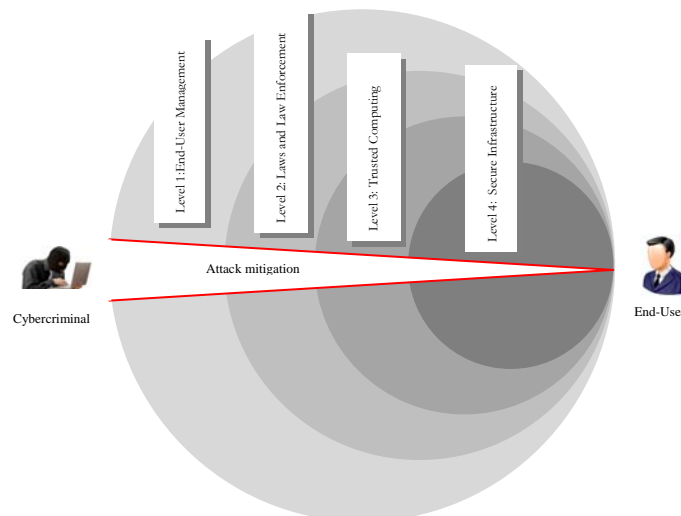 Level 1:End-User Management
Level 2: Laws and Law Enforcement
Level 3: Trusted Computing
Level 4: Secure Infrastructure
Attack mitigation
Cybercriminal
End-User